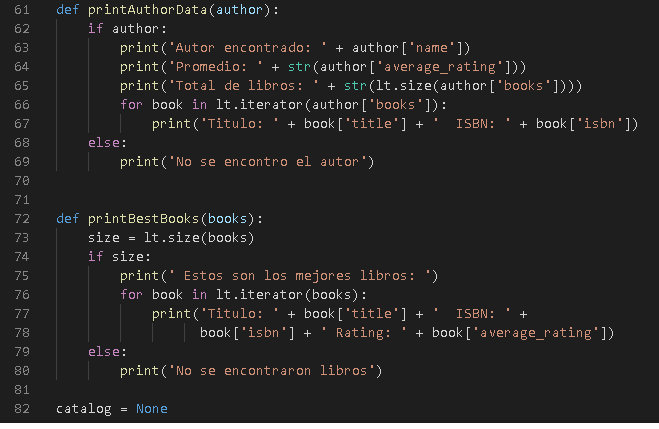 61 def printAuthorData(author):
62     if author:
63         print('Autor encontrado: ' + author['name'])
64         print('Promedio: ' + str(author['average_rating']))
65         print('Total de libros: ' + str(lt.size(author['books'])))
66         for book in lt.iterator(author['books']):
67             print('Titulo: ' + book['title'] + '  ISBN: ' + book['isbn'])
68     else:
69         print('No se encontro el autor')
70
71
72 def printBestBooks(books):
73     size = lt.size(books)
74     if size:
75         print(' Estos son los mejores libros: ')
76         for book in lt.iterator(books):
77             print('Titulo: ' + book['title'] + '  ISBN: ' +
78                   book['isbn'] + ' Rating: ' + book['average_rating'])
79     else:
80         print('No se encontraron libros')
81
82 catalog = None